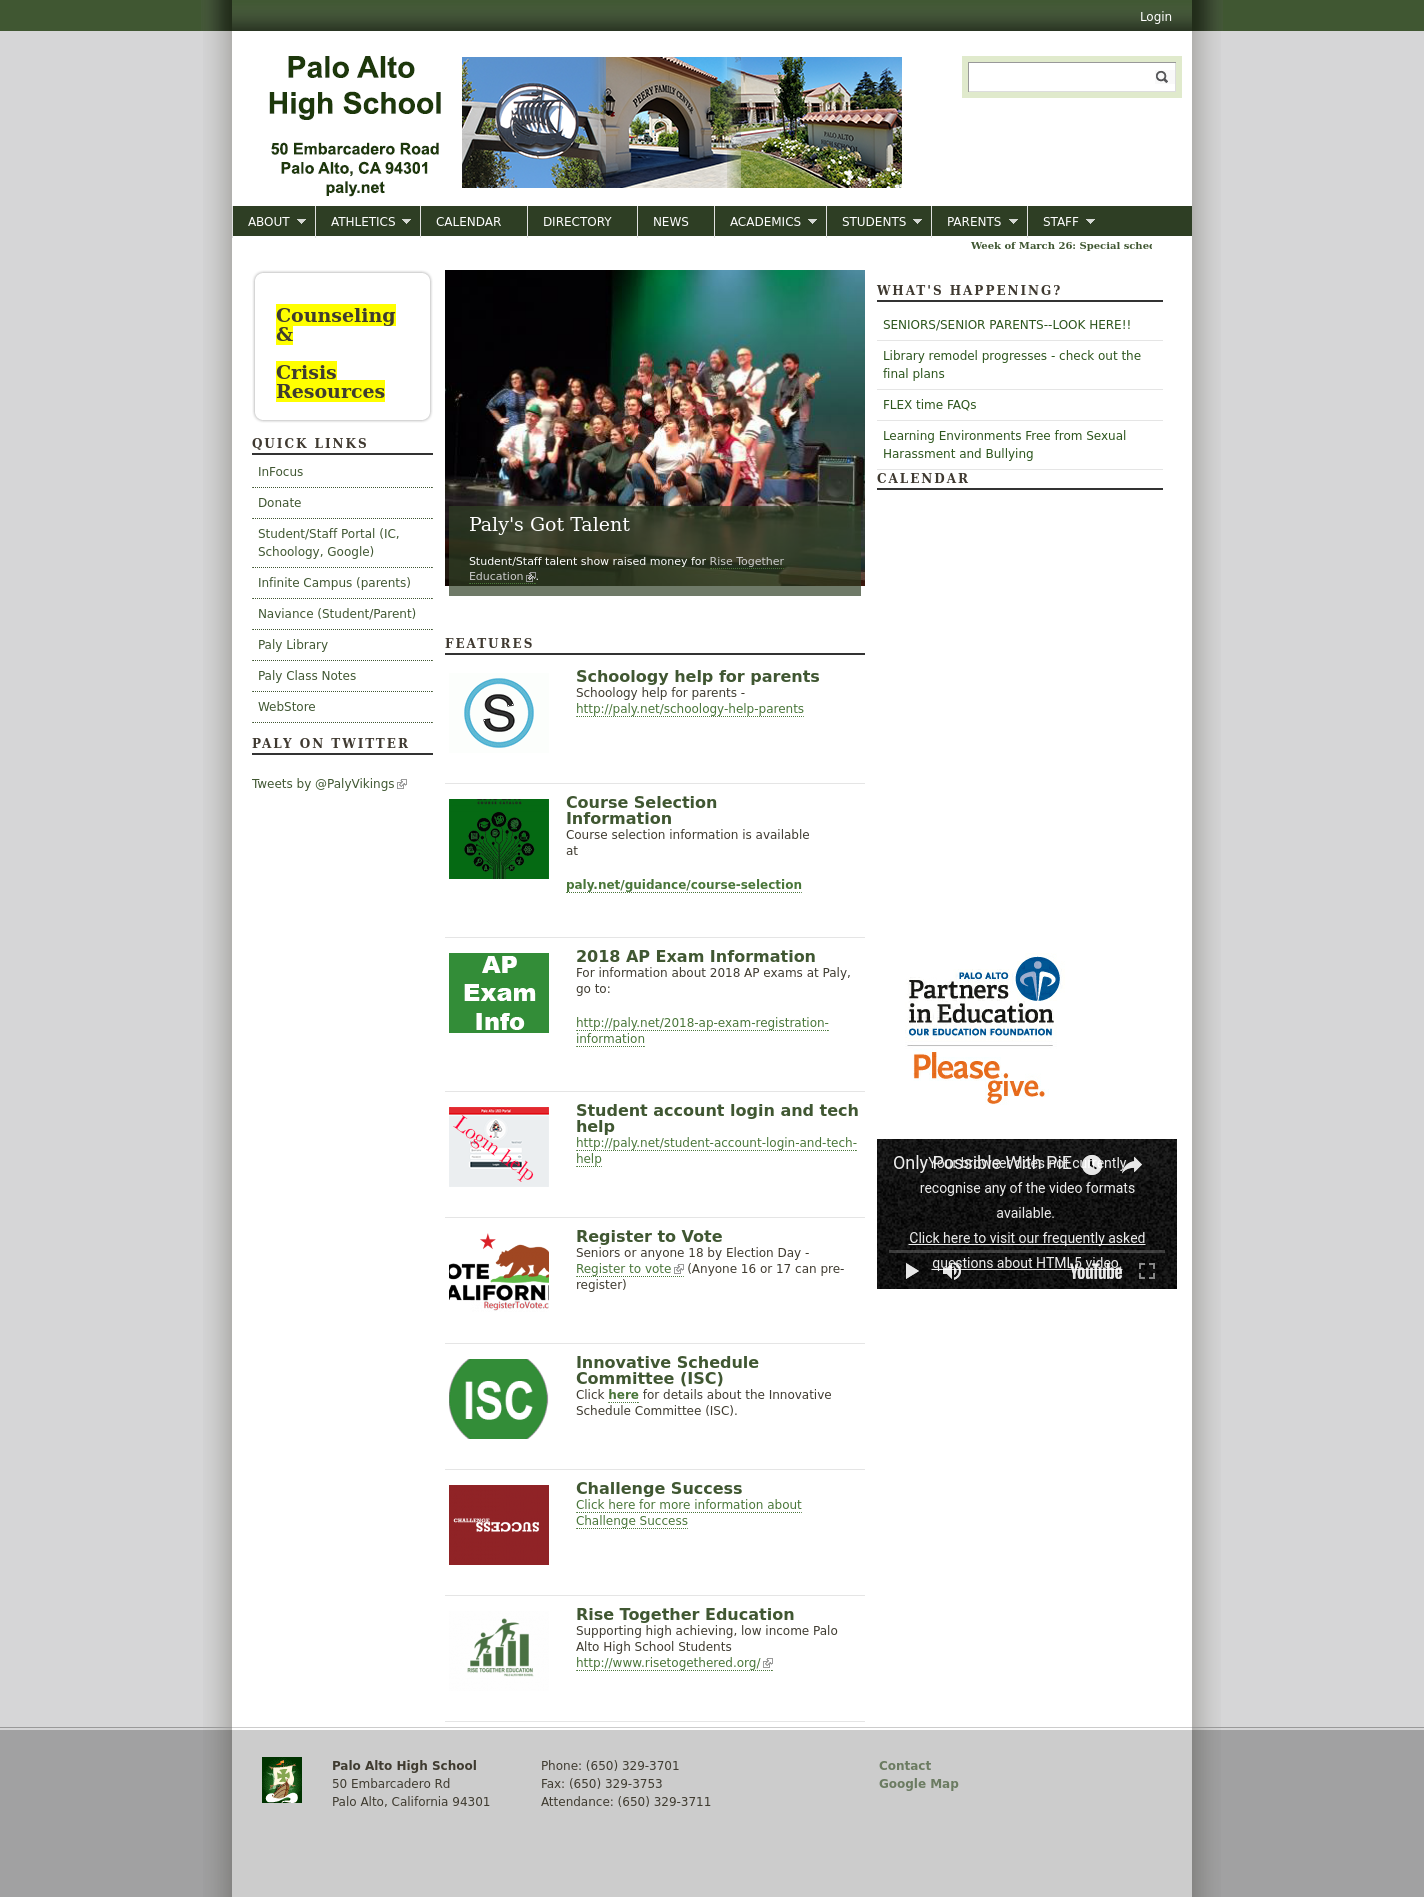 Login
Palo Alto
High School
50 Embarcadero Road
Palo Alto, CA 94301
paly.net
PEERY FAMILY CENTER
PALO ALTO
HIGH SCHOOL
ABOUT ATHLETICS CALENDAR DIRECTORY NEWS ACADEMICS STUDENTS PARENTS STAFF
Week of March 26: Special sched
Counseling
&
Crisis
Resources
QUICK LINKS
InFocus
Donate
Student/Staff Portal (IC,
Schoology, Google)
Infinite Campus (parents)
Naviance (Student/Parent)
Paly Library
Paly Class Notes
WebStore
PALY ON TWITTER
Tweets by @PalyVikings
Paly's Got Talent
Student/Staff talent show raised money for Rise Together
Education .
FEATURES
S
Schoology help for parents
Schoology help for parents -
http://paly.net/schoology-help-parents
Course Selection
Information
Course selection information is available
at
paly.net/guidance/course-selection
AP
Exam
Info
2018 AP Exam Information
For information about 2018 AP exams at Paly,
go to:
http://paly.net/2018-ap-exam-registration-
information
Login help
Student account login and tech
help
http://paly.net/student-account-login-and-tech-
help
OTE
ALIFORNI
RegisterToVote.c
Register to Vote
Seniors or anyone 18 by Election Day -
Register to vote (Anyone 16 or 17 can pre-
register)
ISC
Innovative Schedule
Committee (ISC)
Click here for details about the Innovative
Schedule Committee (ISC).
CHALLENGE
SUCCESS
Challenge Success
Click here for more information about
Challenge Success
RISE TOGETHER EDUCATION
Rise Together Education
Supporting high achieving, low income Palo
Alto High School Students
http://www.risetogethered.org/
WHAT'S HAPPENING?
SENIORS/SENIOR PARENTS--LOOK HERE!!
Library remodel progresses - check out the
final plans
FLEX time FAQs
Learning Environments Free from Sexual
Harassment and Bullying
CALENDAR
PALO ALTO
Partners
in Education
OUR EDUCATION FOUNDATION
Please
give.
Only Possible With PiE
Your browser does not currently
recognise any of the video formats
available.
Click here to visit our frequently asked
questions about HTML5 video.
YouTube
Palo Alto High School
50 Embarcadero Rd
Palo Alto, California 94301
Phone: (650) 329-3701
Fax: (650) 329-3753
Attendance: (650) 329-3711
Contact
Google Map